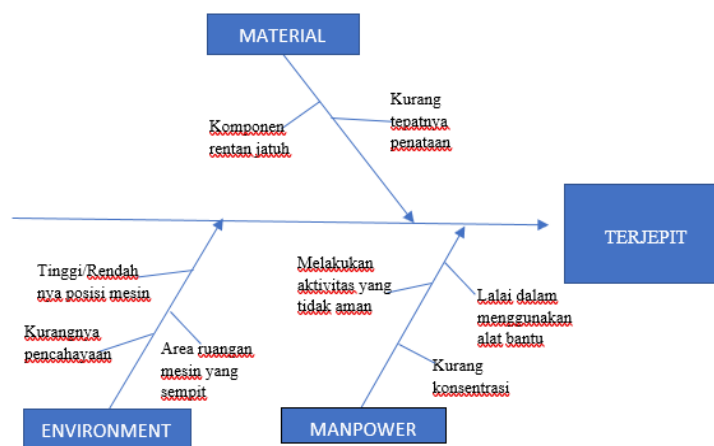 MATERIAL
Komponen
rentan jatuh
Kurang
tepatnya
penataan
TERJEPIT
Tinggi/Rendah
nya posisi mesin
Kurangnya
pencahayaan
Area ruangan
mesin yang
sempit
Melakukan
aktivitas yang
tidak aman
Lalai dalam
menggunakan
alat bantu
Kurang
konsentrasi
ENVIRONMENT
MANPOWER